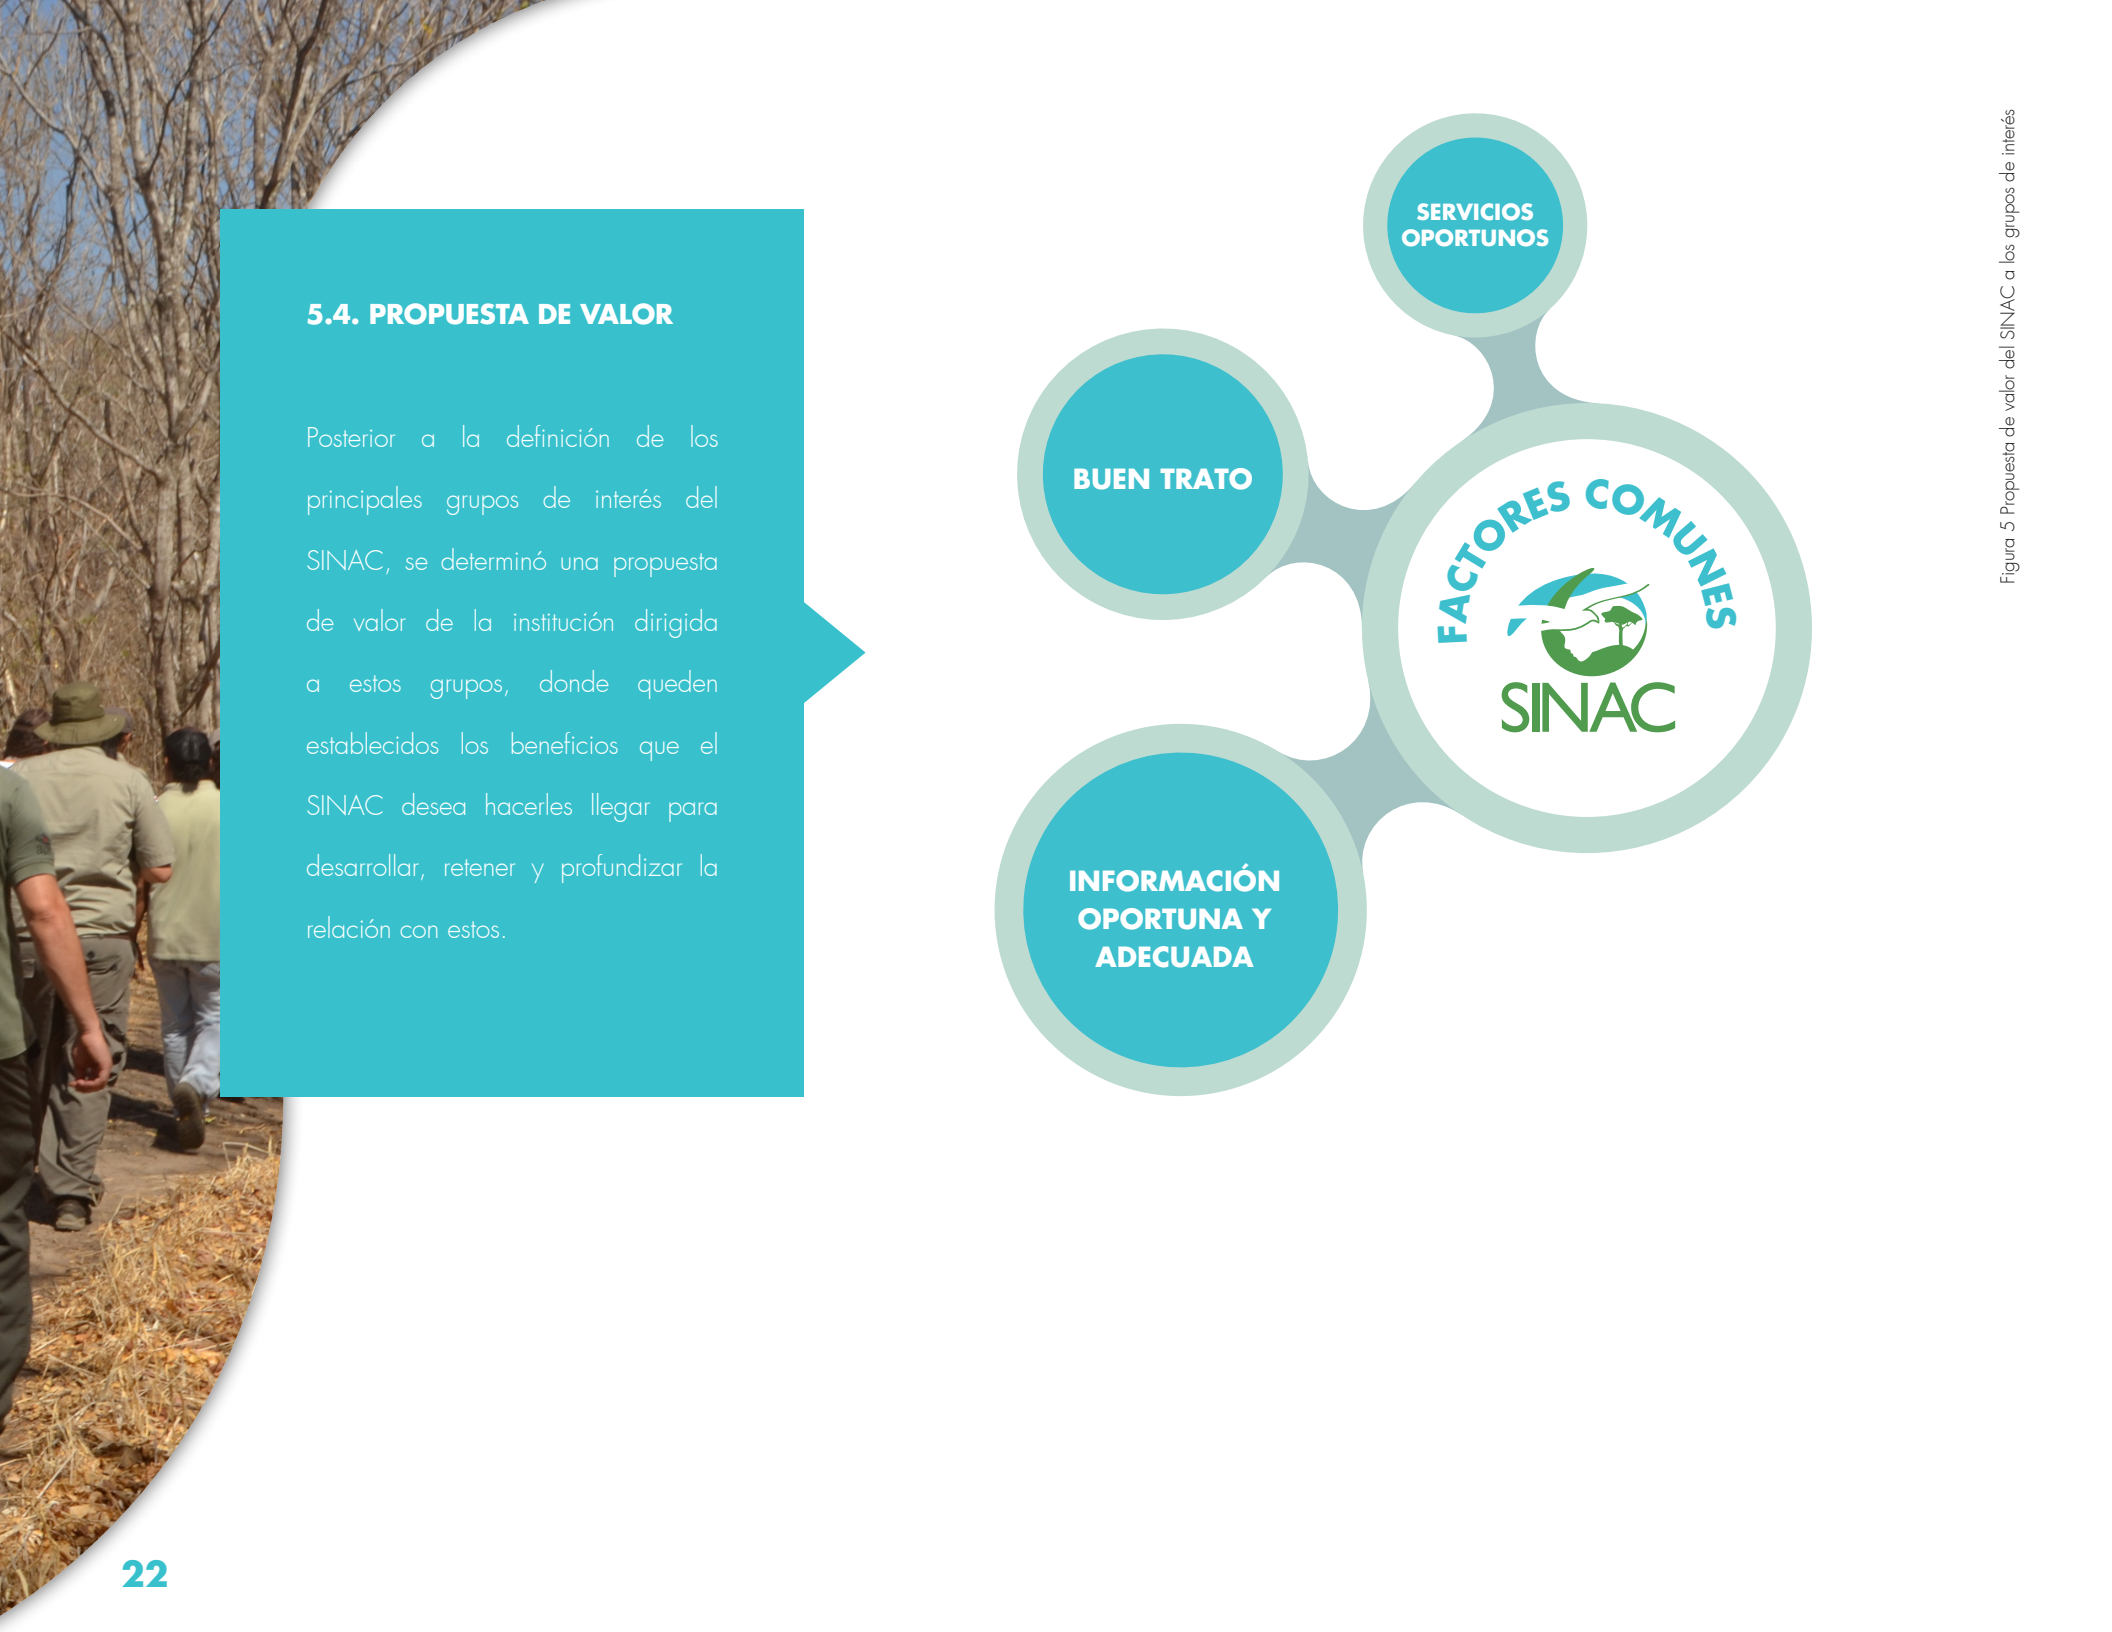 5.4. PROPUESTA DE VALOR
Posterior a la definición de los
principales grupos de interés del
SINAC, se determinó una propuesta
de valor de la institución dirigida
a estos grupos, donde queden
establecidos los beneficios que el
SINAC desea hacerles llegar para
desarrollar, retener y profundizar la
relación con estos.
SERVICIOS
OPORTUNOS
BUEN TRATO
FACTORES COMUNES
SINAC
INFORMACIÓN
OPORTUNA Y
ADECUADA
Figura 5 Propuesta de valor del SINAC a los grupos de interés
22